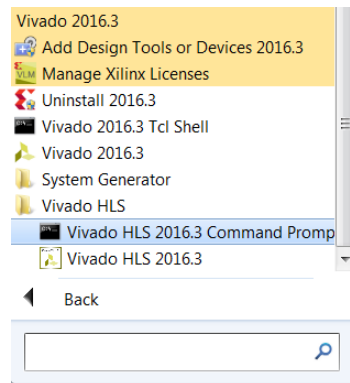 Vivado 2016.3
Add Design Tools or Devices 2016.3
VLM Manage Xilinx Licenses
Uninstall 2016.3
Vivado 2016.3 Tcl Shell
Vivado 2016.3
System Generator
Vivado HLS
Vivado HLS 2016.3 Command Promp
Vivado HLS 2016.3
Back